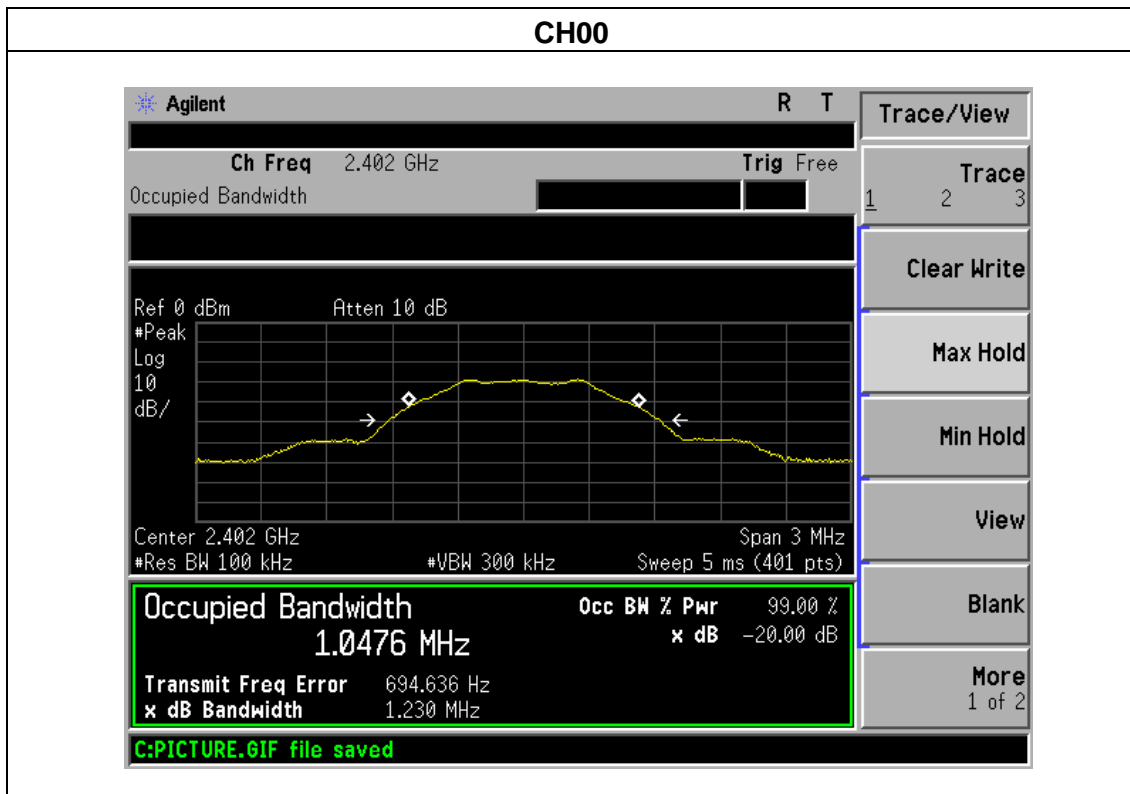 CH00
Agilent R T
Ch Freq 2.402 GHz Trig Free
Occupied Bandwidth
Ref 0 dBm Atten 10 dB
#Peak
Log
10
dB/
Center 2.402 GHz Span 3 MHz
#Res BW 100 kHz #VBW 300 kHz Sweep 5 ms (401 pts)
Occupied Bandwidth Occ BW % Pwr 99.00 %
1.0476 MHz x dB -20.00 dB
Transmit Freq Error 694.636 Hz
x dB Bandwidth 1.230 MHz
C:PICTURE.GIF file saved
Trace/View
Trace
1 2 3
Clear Write
Max Hold
Min Hold
View
Blank
More
1 of 2